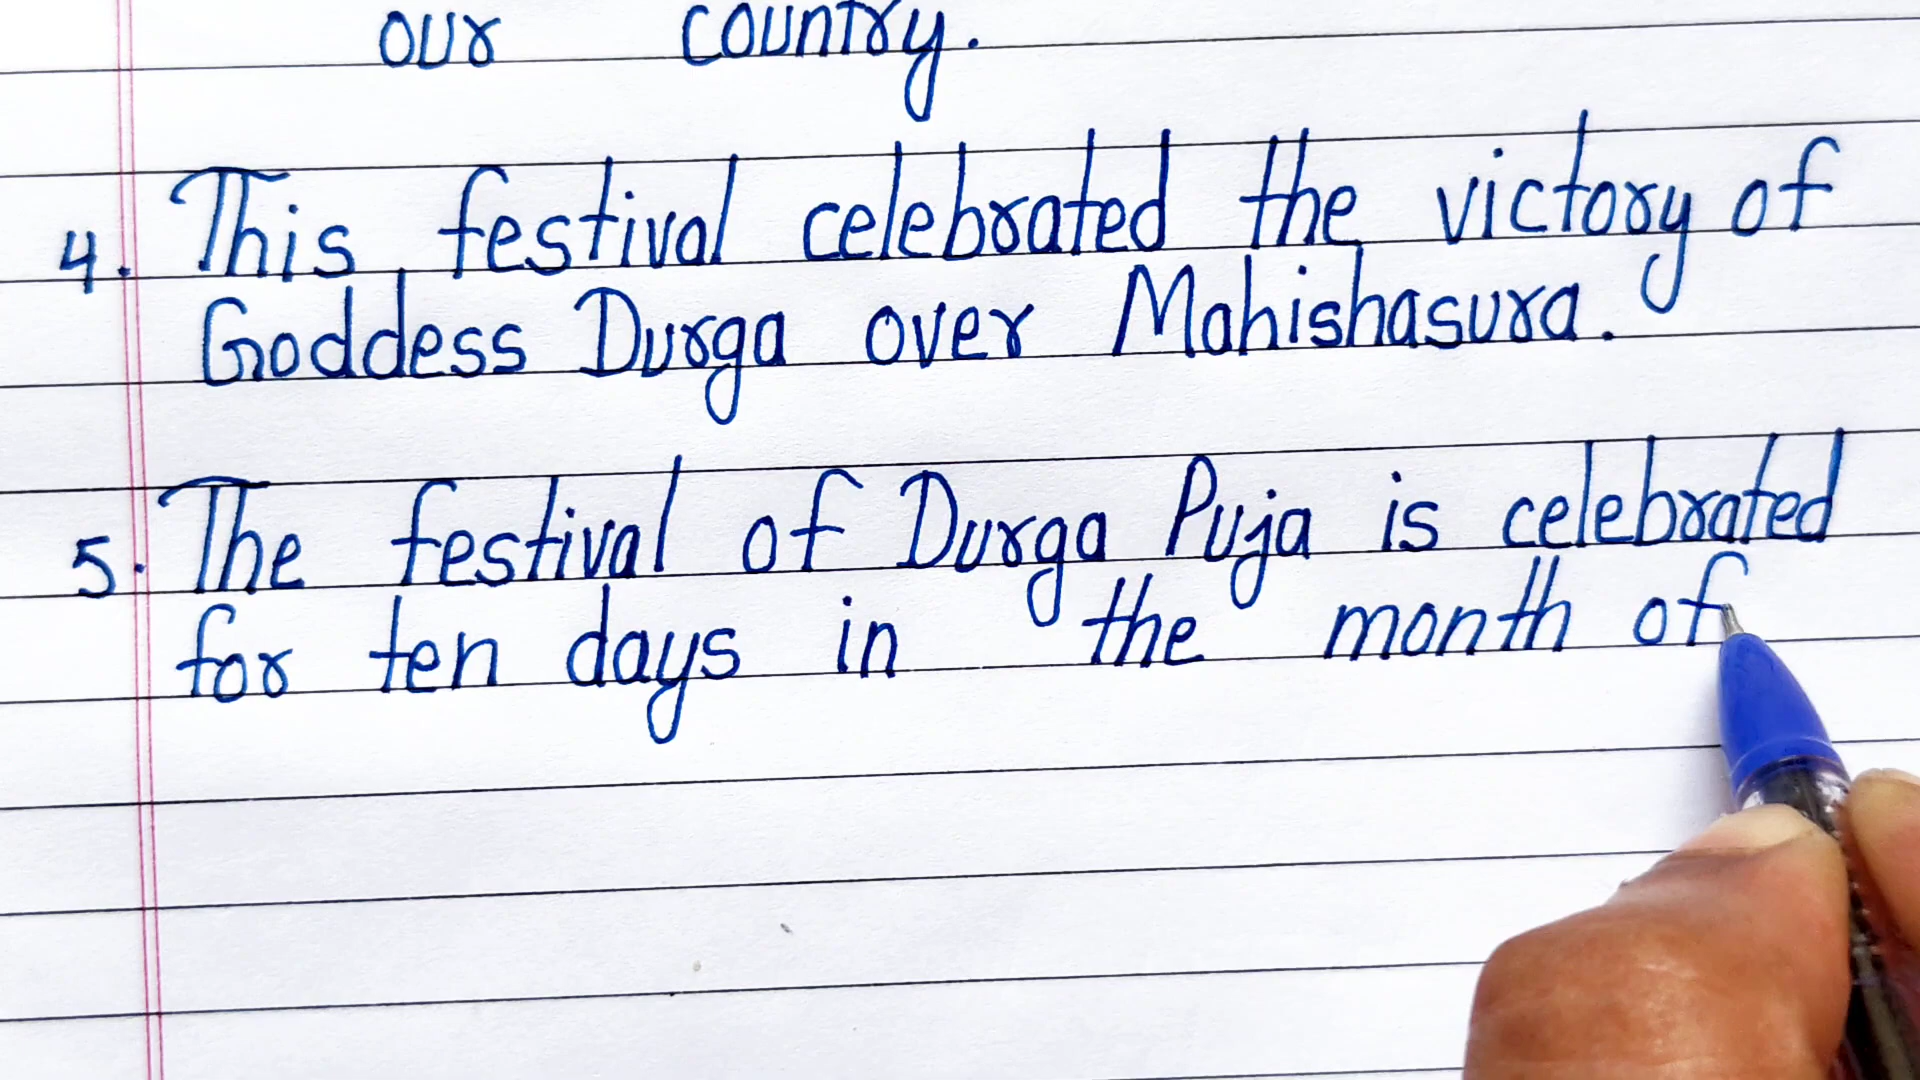 our country.
4. This festival celebrated the victory of
Goddess Durga over Mahishasura.
5. The festival of Durga Puja is celebrated
for ten days in the month of